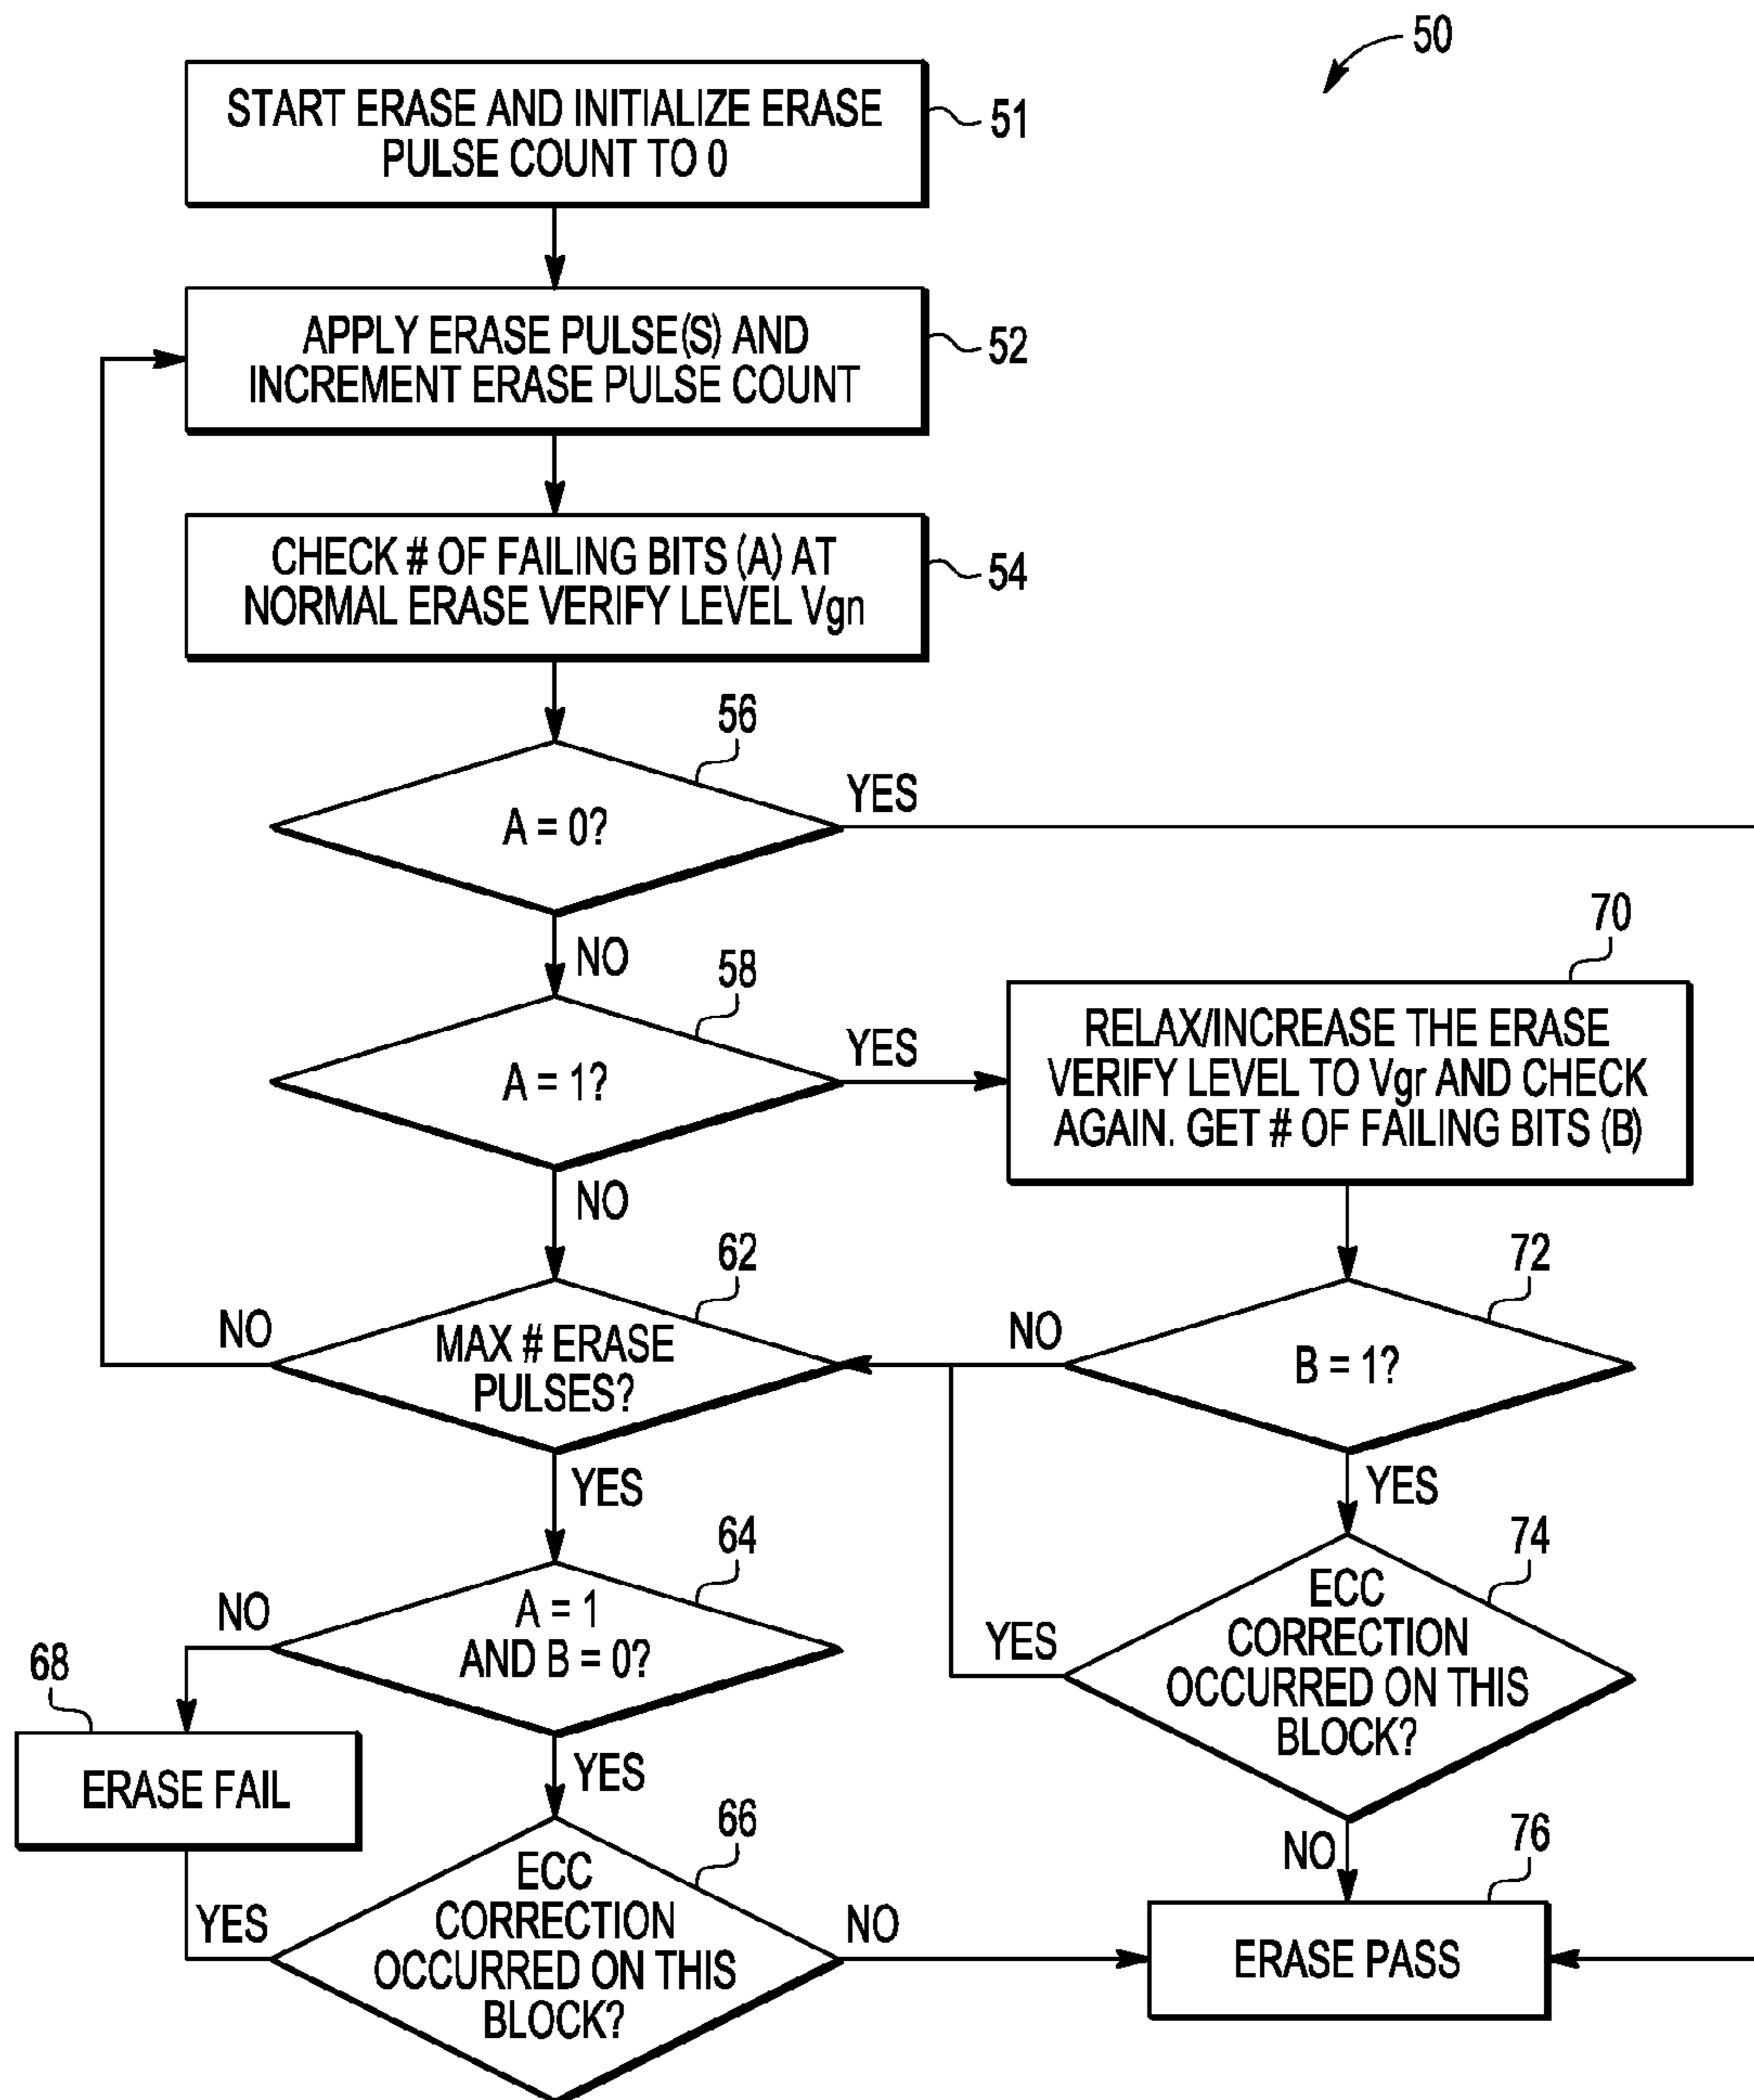 50
START ERASE AND INITIALIZE ERASE
PULSE COUNT TO 0
51
APPLY ERASE PULSE(S) AND
INCREMENT ERASE PULSE COUNT
52
CHECK # OF FAILING BITS (A) AT
NORMAL ERASE VERIFY LEVEL Vgn
54
56
A = 0?
YES
NO
58
A = 1?
YES
NO
70
RELAX/INCREASE THE ERASE
VERIFY LEVEL TO Vgr AND CHECK
AGAIN. GET # OF FAILING BITS (B)
62
MAX # ERASE
PULSES?
NO
YES
72
B = 1?
NO
YES
64
A = 1
AND B = 0?
NO
YES
74
ECC
CORRECTION
OCCURRED ON THIS
BLOCK?
YES
NO
68
ERASE FAIL
66
ECC
CORRECTION
OCCURRED ON THIS
BLOCK?
YES
NO
76
ERASE PASS